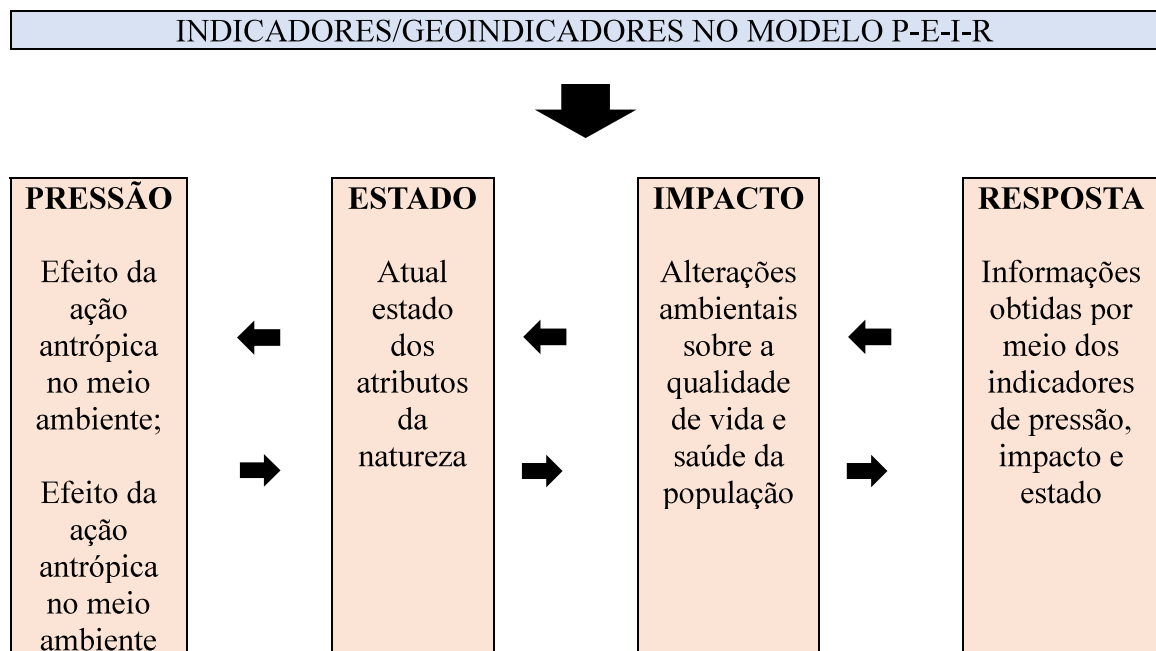 INDICADORES/GEOINDICADORES NO MODELO P-E-I-R
PRESSÃO
Efeito da
ação
antrópica
no meio
ambiente;
Efeito da
ação
antrópica
no meio
ambiente
ESTADO
Atual
estado
dos
atributos
da
natureza
IMPACTO
Alterações
ambientais
sobre a
qualidade
de vida e
saúde da
população
RESPOSTA
Informações
obtidas por
meio dos
indicadores
de pressão,
impacto e
estado